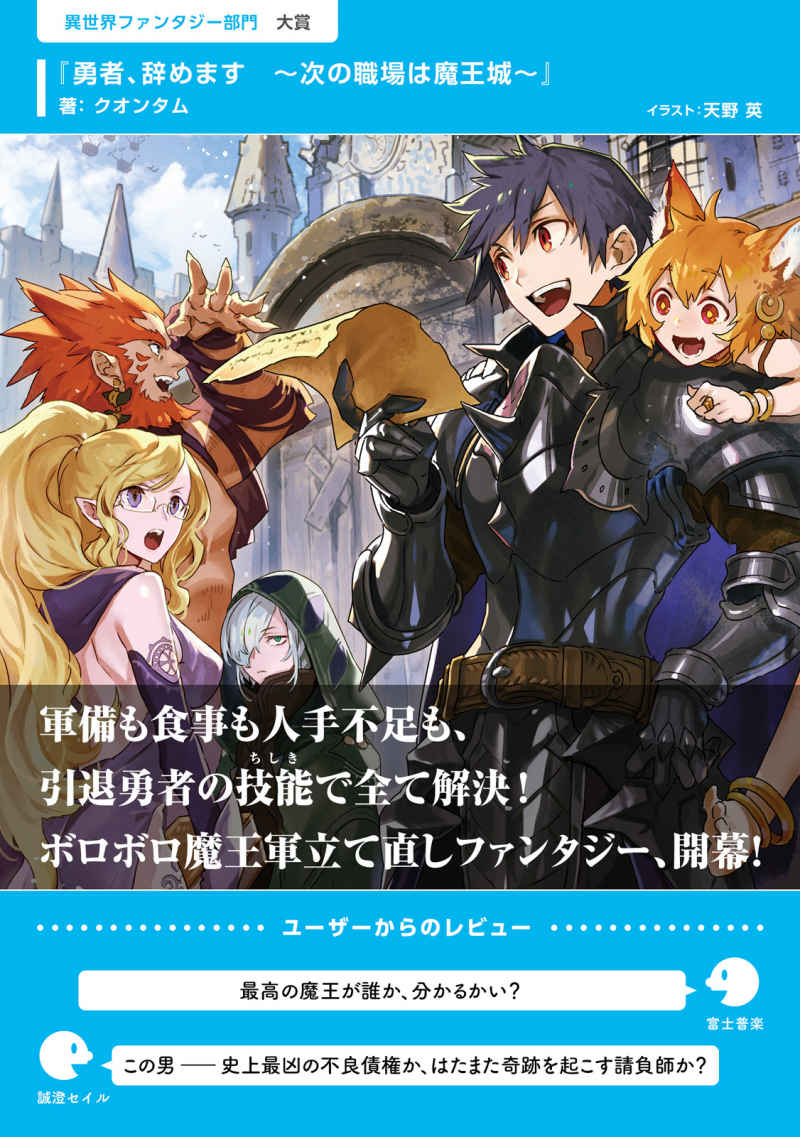 異世界ファンタジー部門　大賞
『勇者、辞めます　～次の職場は魔王城～』
著: クオンタム
イラスト:天野 英
軍備も食事も人手不足も、
ちしき
引退勇者の技能で全て解決!
ボロボロ魔王軍立て直しファンタジー、開幕!
ユーザーからのレビュー
最高の魔王が誰か、分かるかい?
富士普楽
この男 ── 史上最凶の不良債権か、はたまた奇跡を起こす請負師か?
誠澄セイル